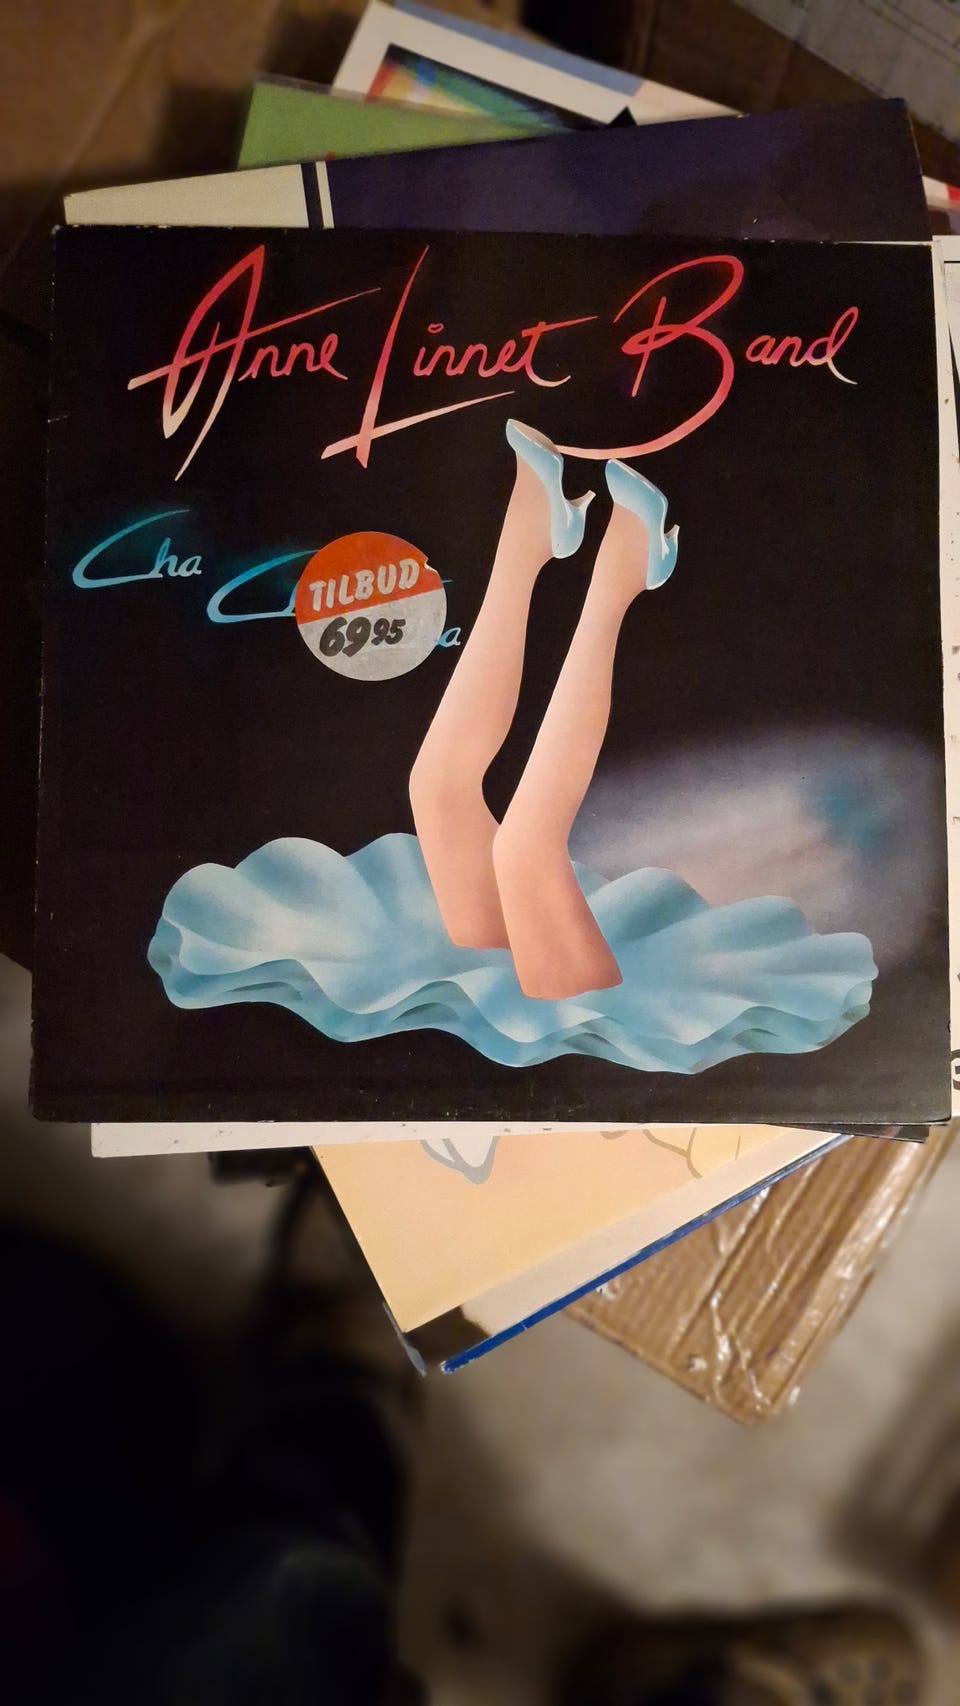 Anne Linnet Band
Cha
TILBUD
69 95